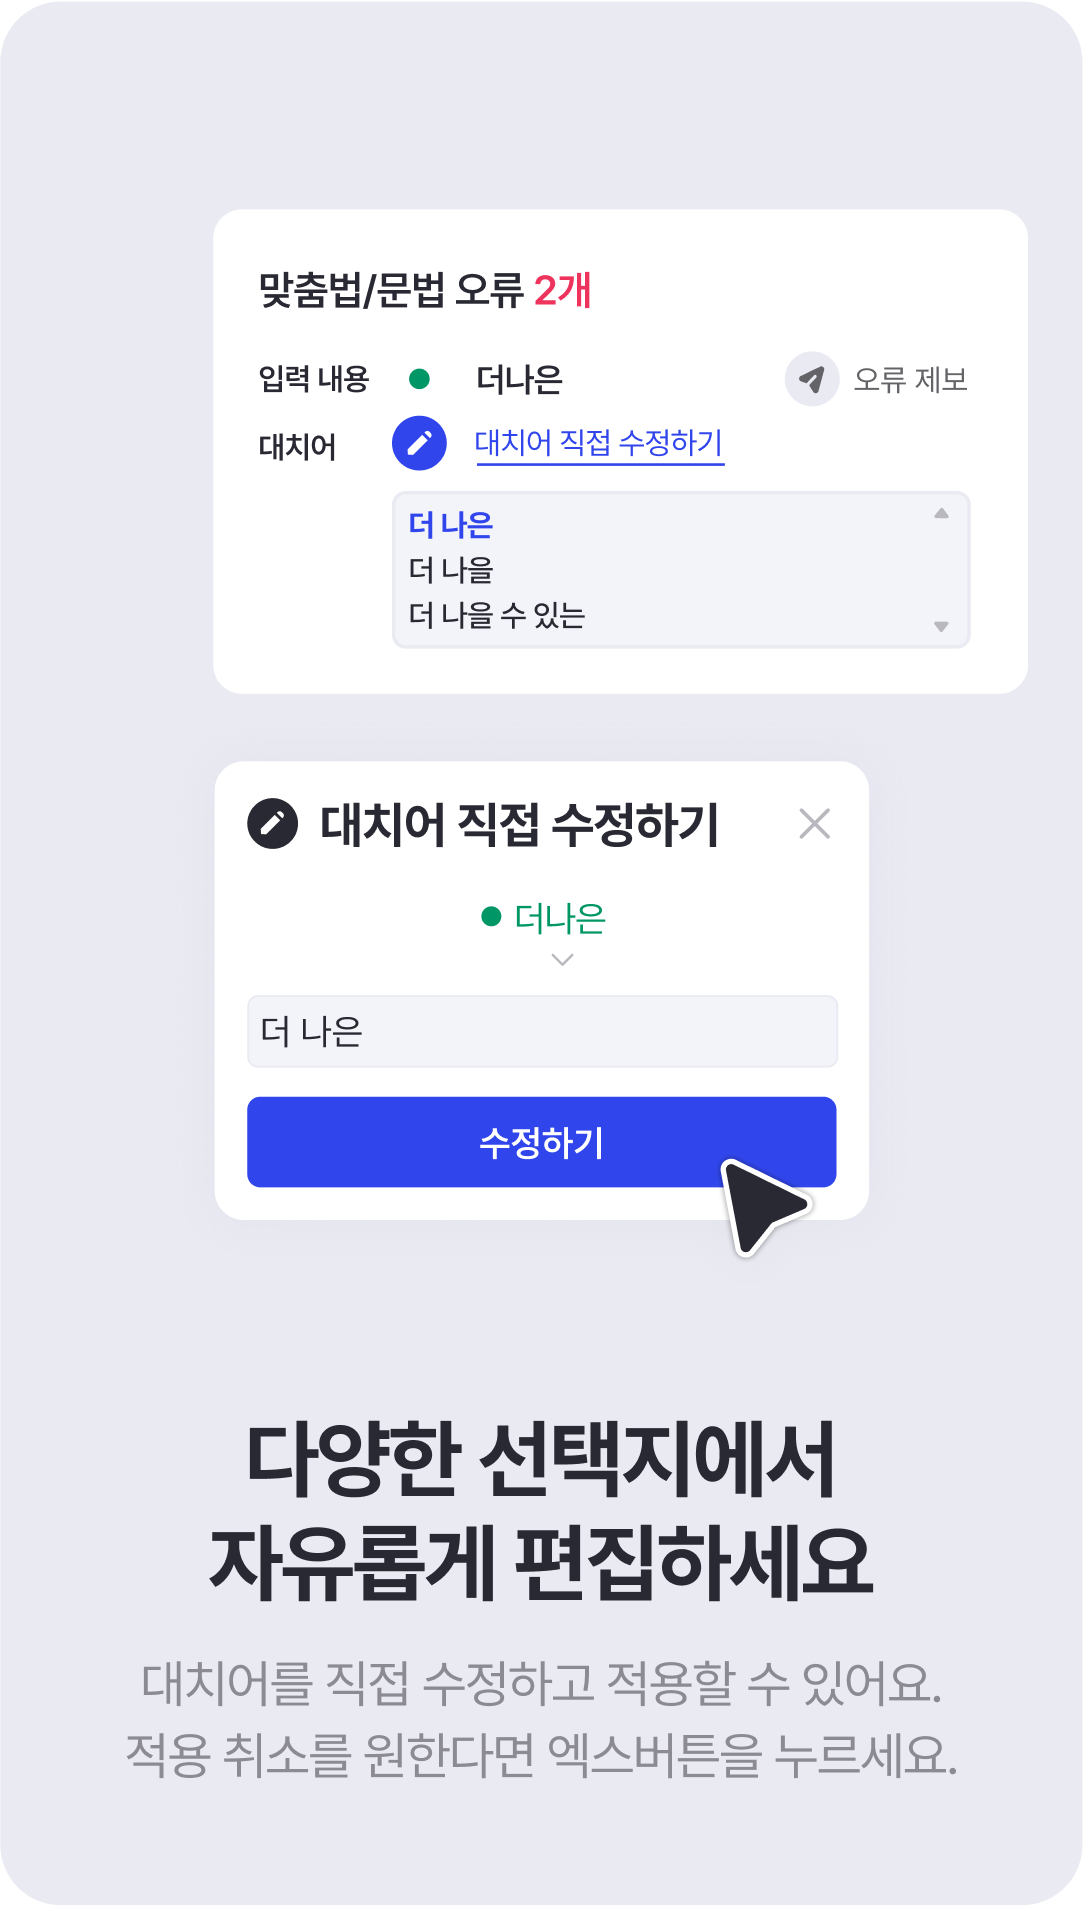 맞춤법/문법 오류 2개
입력 내용 더나은 오류 제보
대치어 대치어 직접 수정하기
더 나은
더 나을
더 나을 수 있는
대치어 직접 수정하기
더나은
더 나은
수정하기
다양한 선택지에서
자유롭게 편집하세요
대치어를 직접 수정하고 적용할 수 있어요.
적용 취소를 원한다면 엑스버튼을 누르세요.